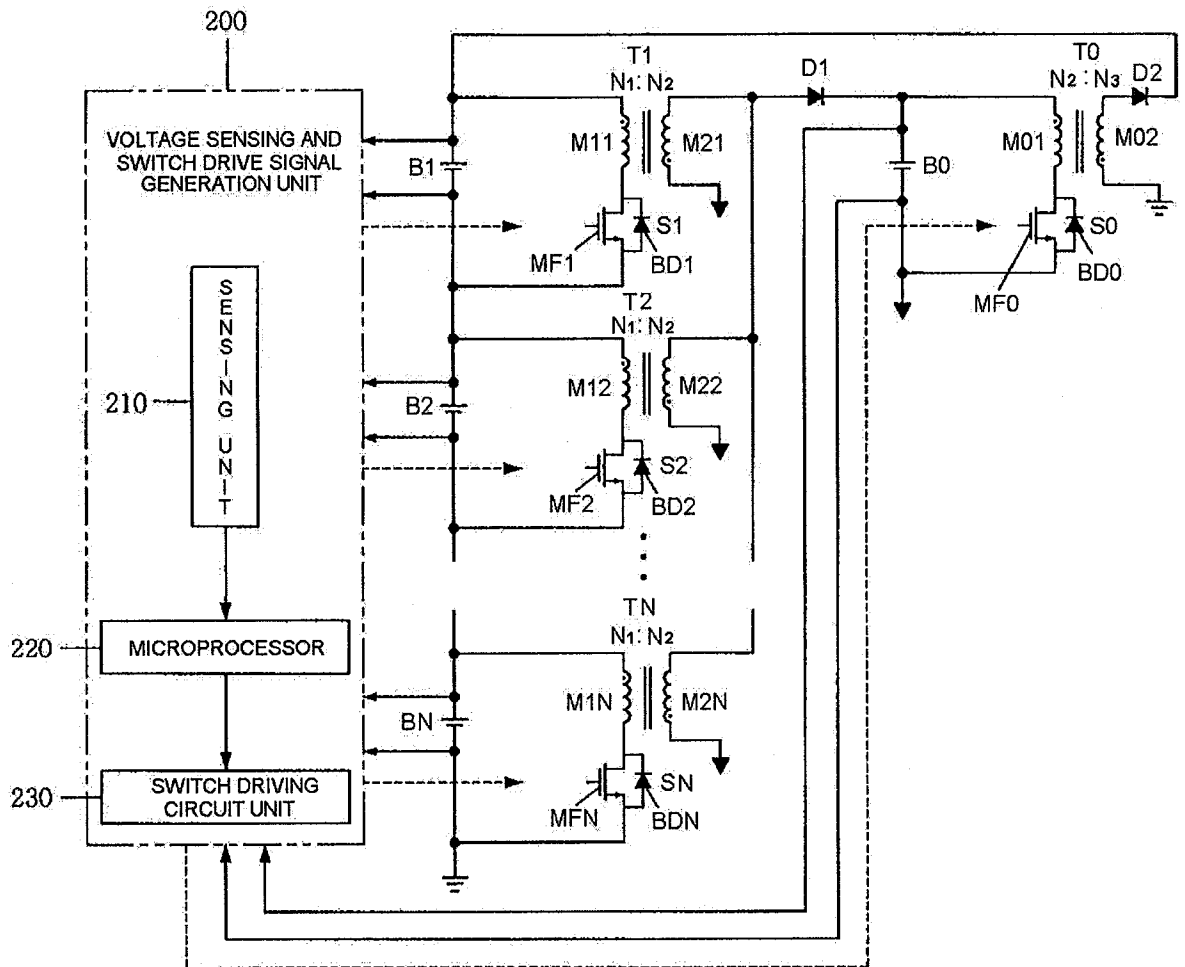 200
VOLTAGE SENSING AND
SWITCH DRIVE SIGNAL
GENERATION UNIT
SENSING UNIT
210
220
MICROPROCESSOR
230
SWITCH DRIVING
CIRCUIT UNIT
T1
N1:N2
B1
M11
M21
S1
MF1
BD1
D1
T0
N2:N3
D2
M01
M02
B0
S0
BD0
MF0
T2
N1:N2
B2
M12
M22
S2
MF2
BD2
TN
N1:N2
BN
M1N
M2N
SN
MFN
BDN